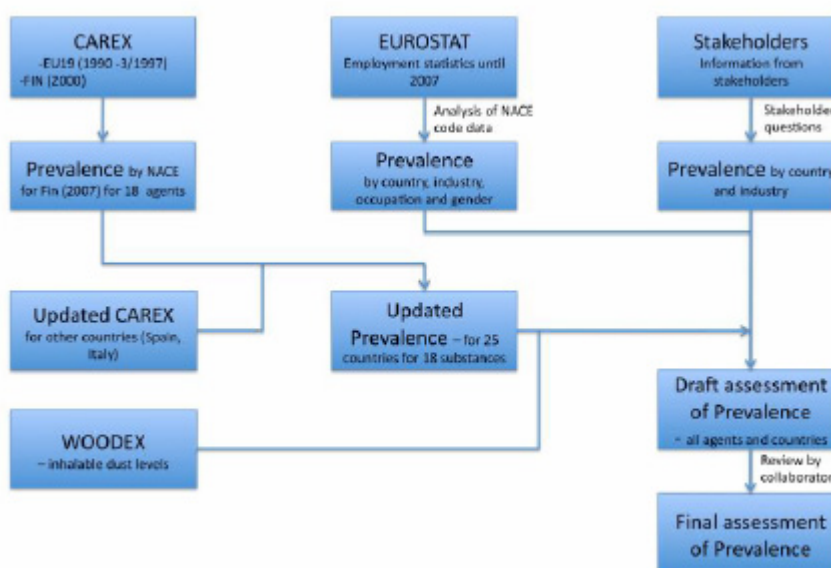 CAREX
-EU19 (1990 -3/1997)
-FIN (2000)
EUROSTAT
Employment statistics until
2007
Stakeholders
Information from
stakeholders
Analysis of NACE
code data
Stakeholder
questions
Prevalence by NACE
for Fin (2007) for 18 agents
Prevalence
by country, industry,
occupation and gender
Prevalence by country
and industry
Updated CAREX
for other countries (Spain,
Italy)
Updated
Prevalence – for 25
countries for 18 substances
Draft assessment
of Prevalence
– all agents and countries
WOODEX
– inhalable dust levels
Review by
collaborator
Final assessment
of Prevalence